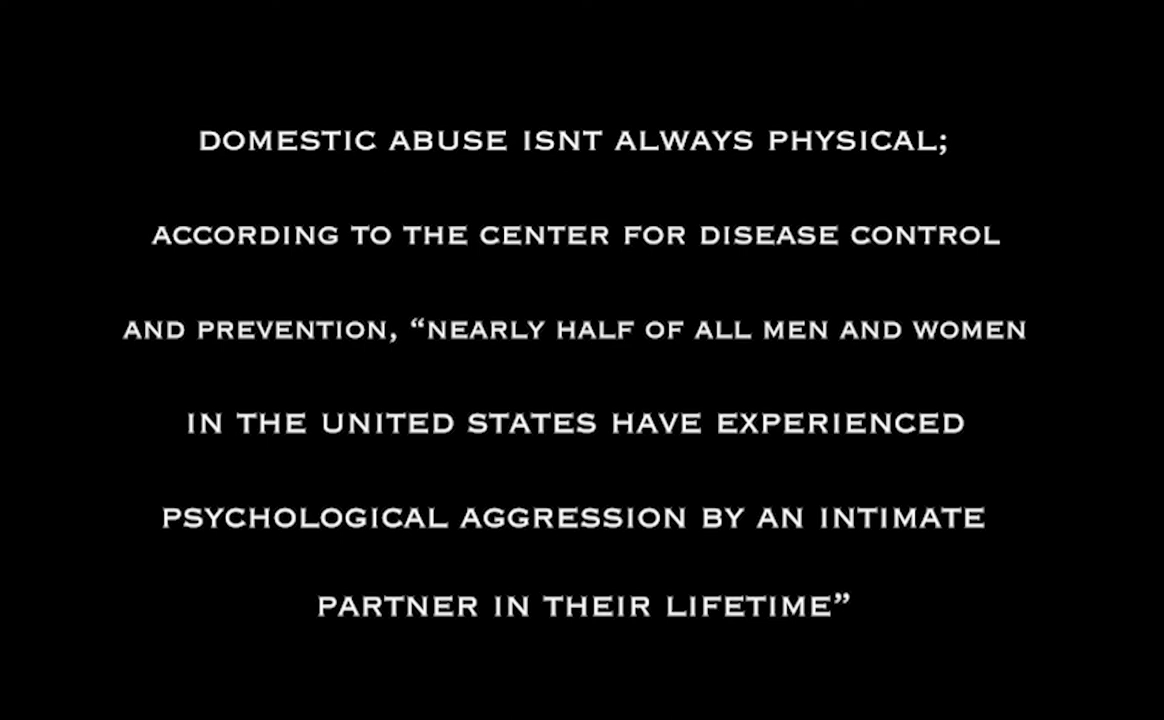 DOMESTIC ABUSE ISNT ALWAYS PHYSICAL;
ACCORDING TO THE CENTER FOR DISEASE CONTROL
AND PREVENTION, “NEARLY HALF OF ALL MEN AND WOMEN
IN THE UNITED STATES HAVE EXPERIENCED
PSYCHOLOGICAL AGGRESSION BY AN INTIMATE
PARTNER IN THEIR LIFETIME”